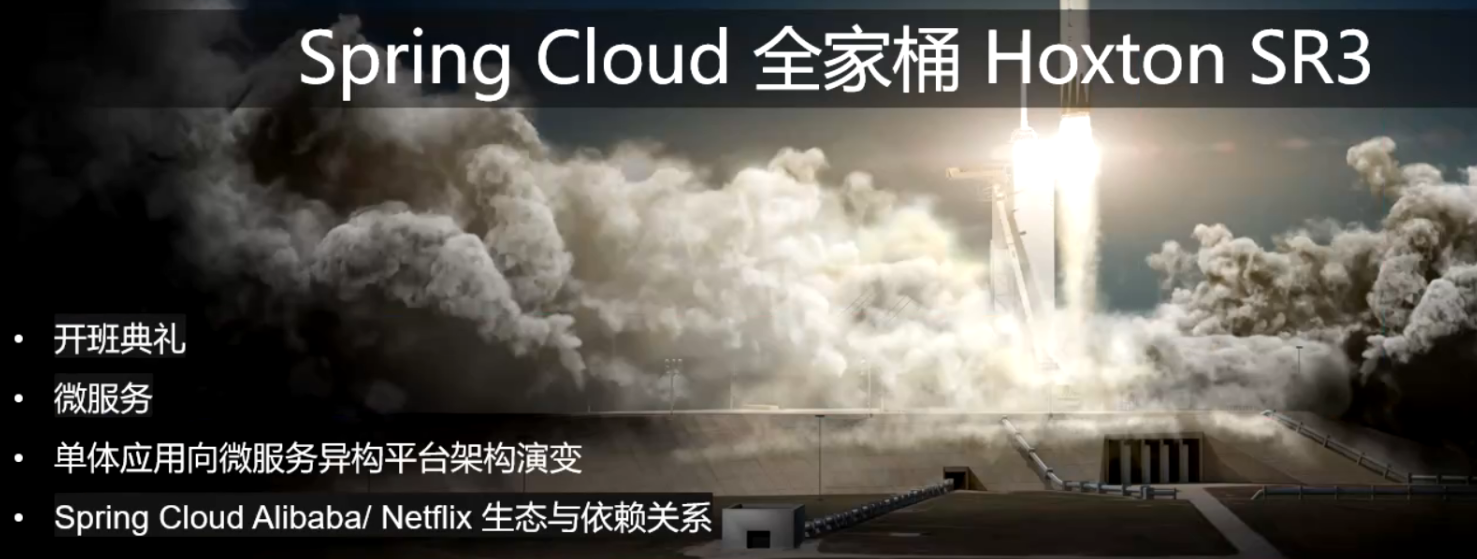 Spring Cloud 全家桶 Hoxton SR3
• 开班典礼
• 微服务
• 单体应用向微服务异构平台架构演变
• Spring Cloud Alibaba/ Netflix 生态与依赖关系